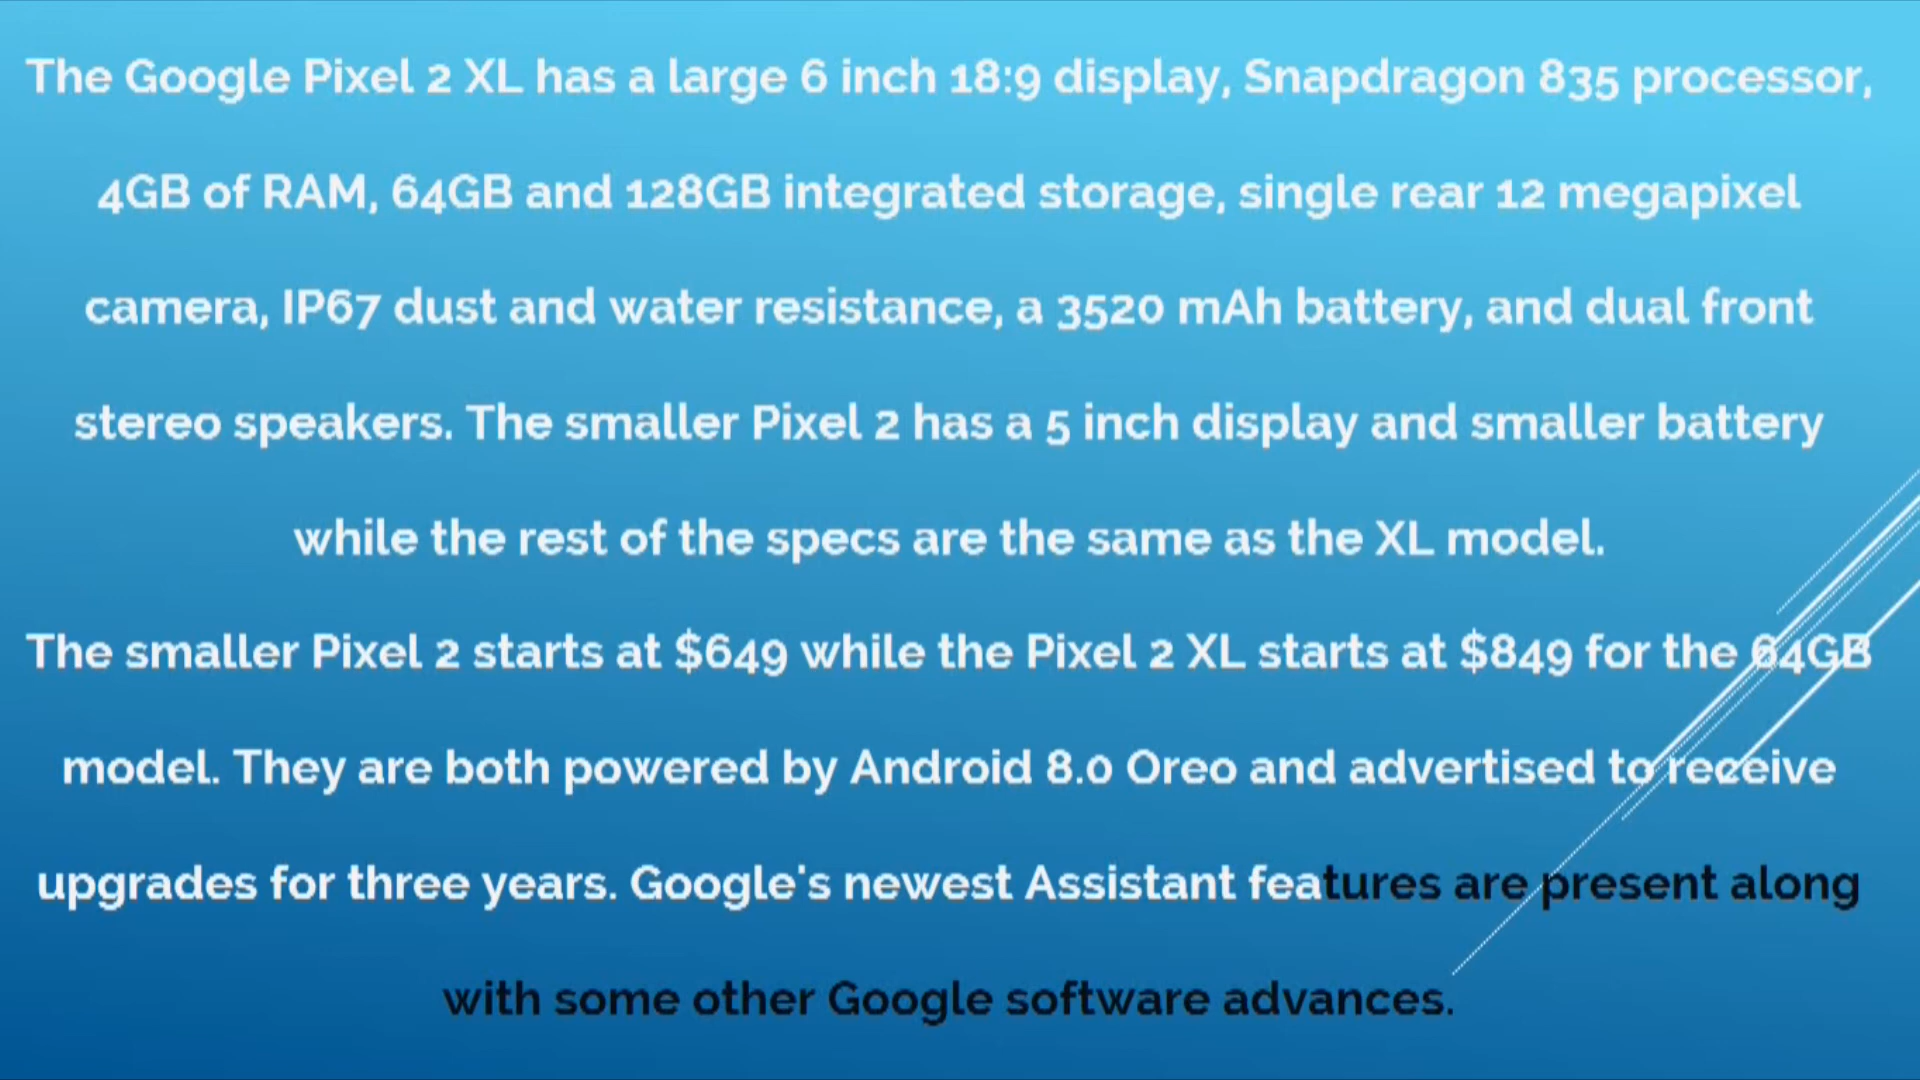 The Google Pixel 2 XL has a large 6 inch 18:9 display, Snapdragon 835 processor,
4GB of RAM, 64GB and 128GB integrated storage, single rear 12 megapixel
camera, IP67 dust and water resistance, a 3520 mAh battery, and dual front
stereo speakers. The smaller Pixel 2 has a 5 inch display and smaller battery
while the rest of the specs are the same as the XL model.
The smaller Pixel 2 starts at $649 while the Pixel 2 XL starts at $849 for the 64GB
model. They are both powered by Android 8.0 Oreo and advertised to receive
upgrades for three years. Google's newest Assistant features are present along
with some other Google software advances.